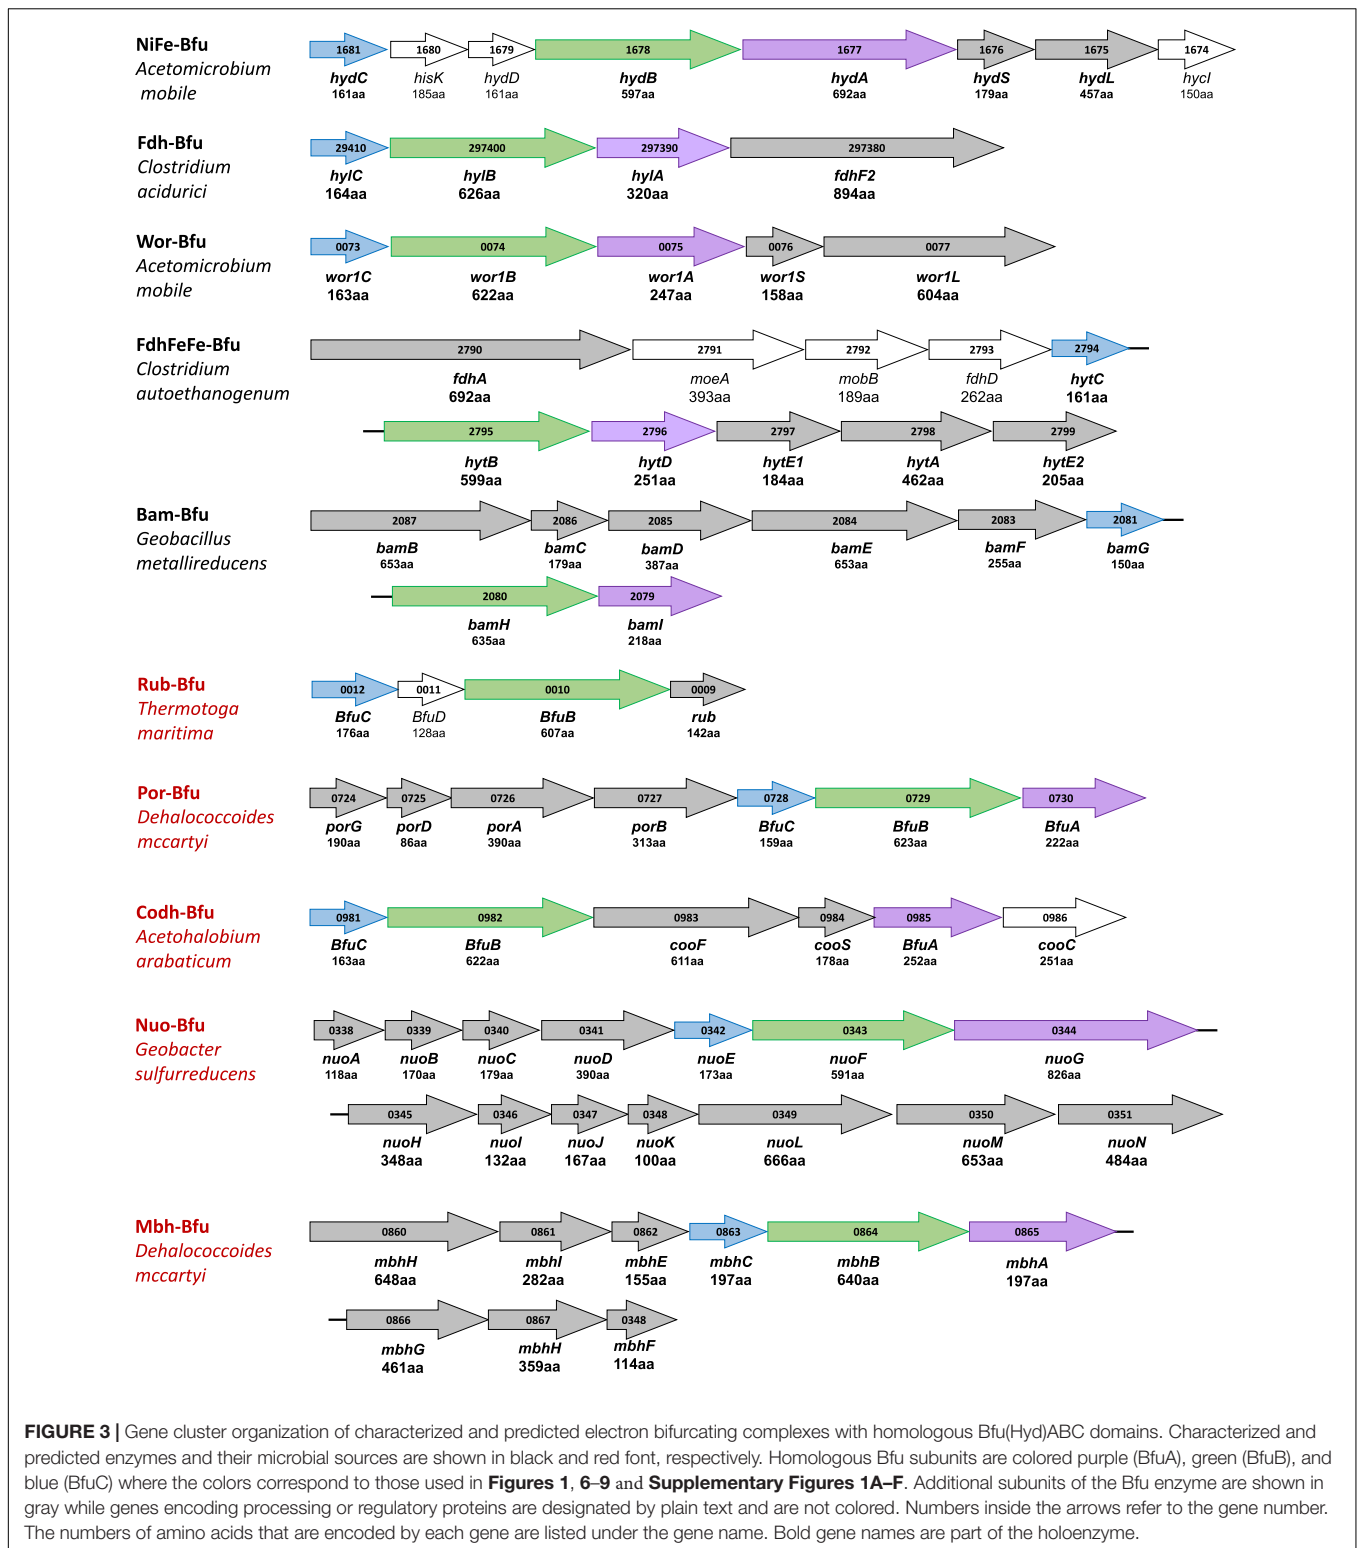 NiFe-Bfu
Acetomicrobium
mobile
1681 1680 1679 1678 1677 1676 1675 1674
hydC hisK hydD hydB hydA hydS hydL hycI
161aa 185aa 161aa 597aa 692aa 179aa 457aa 150aa
Fdh-Bfu
Clostridium
acidurici
29410 297400 297390 297380
hylC hylB hylA fdhF2
164aa 626aa 320aa 894aa
Wor-Bfu
Acetomicrobium
mobile
0073 0074 0075 0076 0077
wor1C wor1B wor1A wor1S wor1L
163aa 622aa 247aa 158aa 604aa
FdhFeFe-Bfu
Clostridium
autoethanogenum
2790 2791 2792 2793 2794
fdhA moeA mobB fdhD hytC
692aa 393aa 189aa 262aa 161aa
2795 2796 2797 2798 2799
hytB hytD hytE1 hytA hytE2
599aa 251aa 184aa 462aa 205aa
Bam-Bfu
Geobacillus
metallireducens
2087 2086 2085 2084 2083 2081
bamB bamC bamD bamE bamF bamG
653aa 179aa 387aa 653aa 255aa 150aa
2080 2079
bamH bamI
635aa 218aa
Rub-Bfu
Thermotoga
maritima
0012 0011 0010 0009
BfuC BfuD BfuB rub
176aa 128aa 607aa 142aa
Por-Bfu
Dehalococcoides
mccartyi
0724 0725 0726 0727 0728 0729 0730
porG porD porA porB BfuC BfuB BfuA
190aa 86aa 390aa 313aa 159aa 623aa 222aa
Codh-Bfu
Acetohalobium
arabaticum
0981 0982 0983 0984 0985 0986
BfuC BfuB cooF cooS BfuA cooC
163aa 622aa 611aa 178aa 252aa 251aa
Nuo-Bfu
Geobacter
sulfurreducens
0338 0339 0340 0341 0342 0343 0344
nuoA nuoB nuoC nuoD nuoE nuoF nuoG
118aa 170aa 179aa 390aa 173aa 591aa 826aa
0345 0346 0347 0348 0349 0350 0351
nuoH nuoI nuoJ nuoK nuoL nuoM nuoN
348aa 132aa 167aa 100aa 666aa 653aa 484aa
Mbh-Bfu
Dehalococcoides
mccartyi
0860 0861 0862 0863 0864 0865
mbhH mbhI mbhE mbhC mbhB mbhA
648aa 282aa 155aa 197aa 640aa 197aa
0866 0867 0348
mbhG mbhH mbhF
461aa 359aa 114aa
FIGURE 3 | Gene cluster organization of characterized and predicted electron bifurcating complexes with homologous Bfu(Hyd)ABC domains. Characterized and
predicted enzymes and their microbial sources are shown in black and red font, respectively. Homologous Bfu subunits are colored purple (BfuA), green (BfuB), and
blue (BfuC) where the colors correspond to those used in Figures 1, 6–9 and Supplementary Figures 1A–F. Additional subunits of the Bfu enzyme are shown in
gray while genes encoding processing or regulatory proteins are designated by plain text and are not colored. Numbers inside the arrows refer to the gene number.
The numbers of amino acids that are encoded by each gene are listed under the gene name. Bold gene names are part of the holoenzyme.